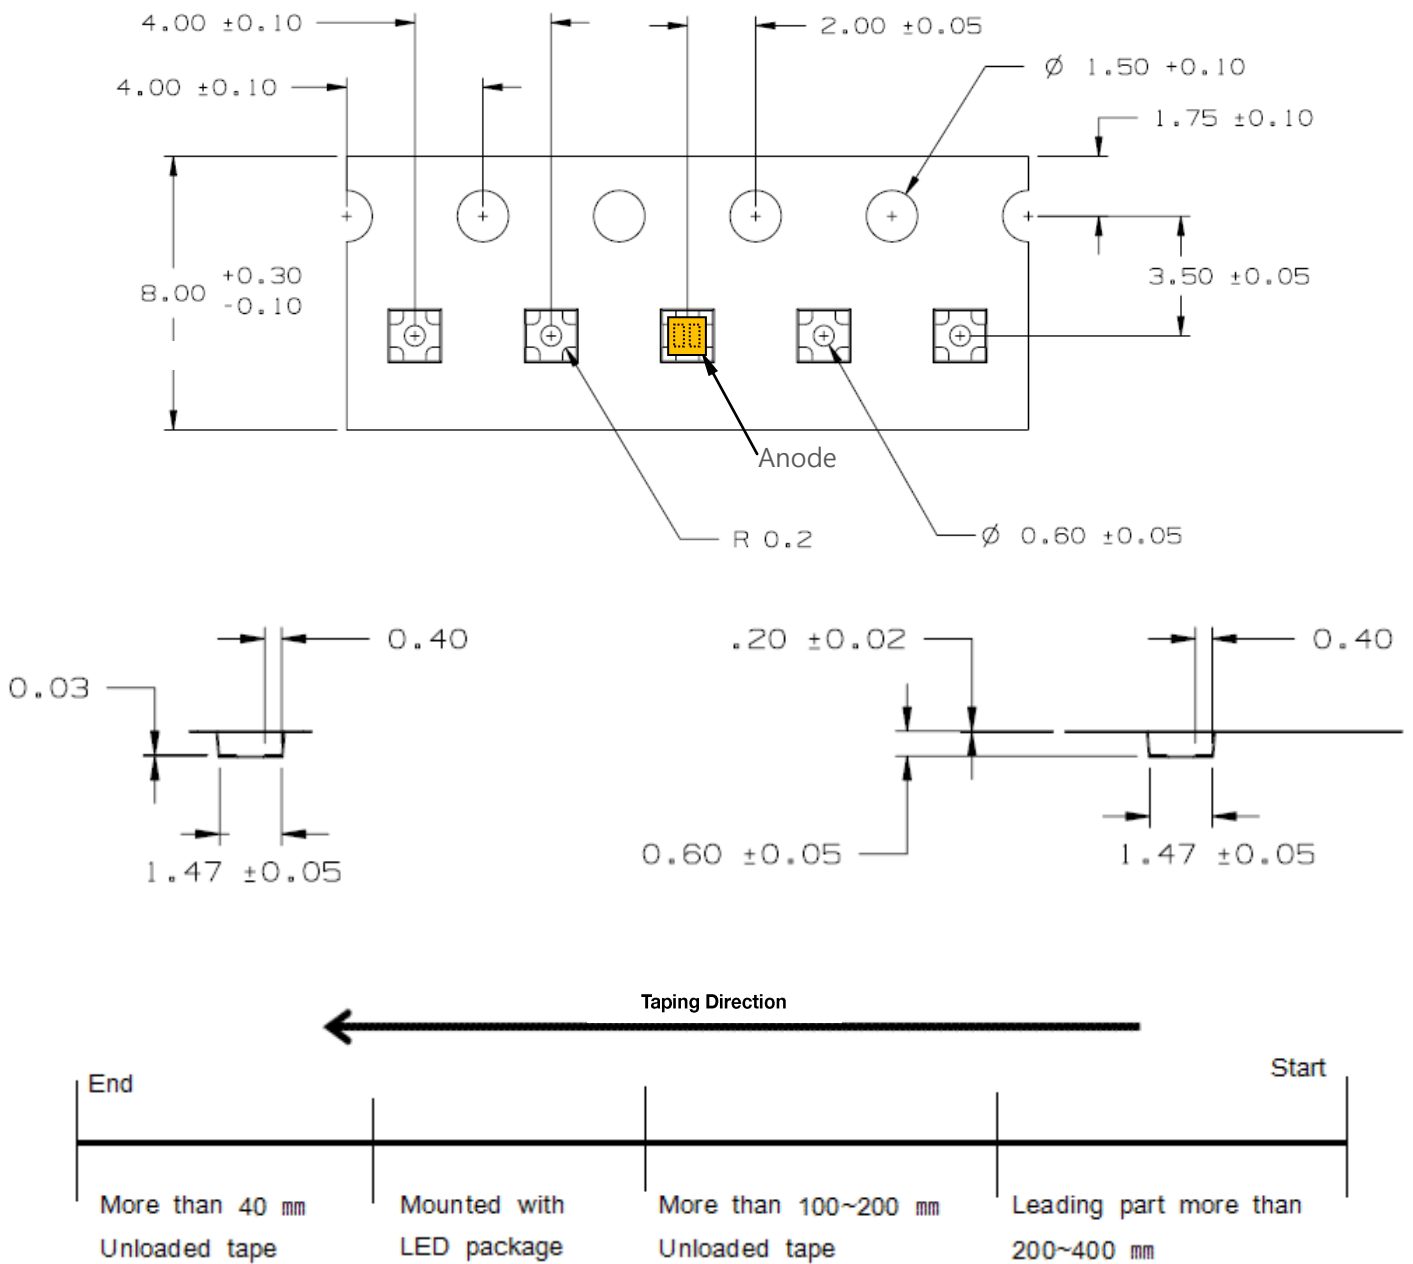 4.00 ±0.10
2.00 ±0.05
4.00 ±0.10
Ø 1.50 +0.10
1.75 ±0.10
8.00 +0.30
-0.10
3.50 ±0.05
Anode
R 0.2
Ø 0.60 ±0.05
0.40
.20 ±0.02
0.40
0.03
0.60 ±0.05
1.47 ±0.05
1.47 ±0.05
Taping Direction
End
Start
More than 40 mm
Unloaded tape
Mounted with
LED package
More than 100~200 mm
Unloaded tape
Leading part more than
200~400 mm